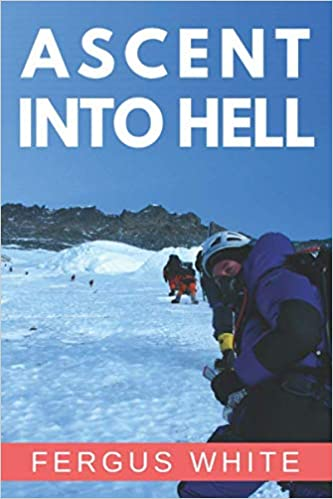 ASCENT
INTO HELL
FERGUS WHITE